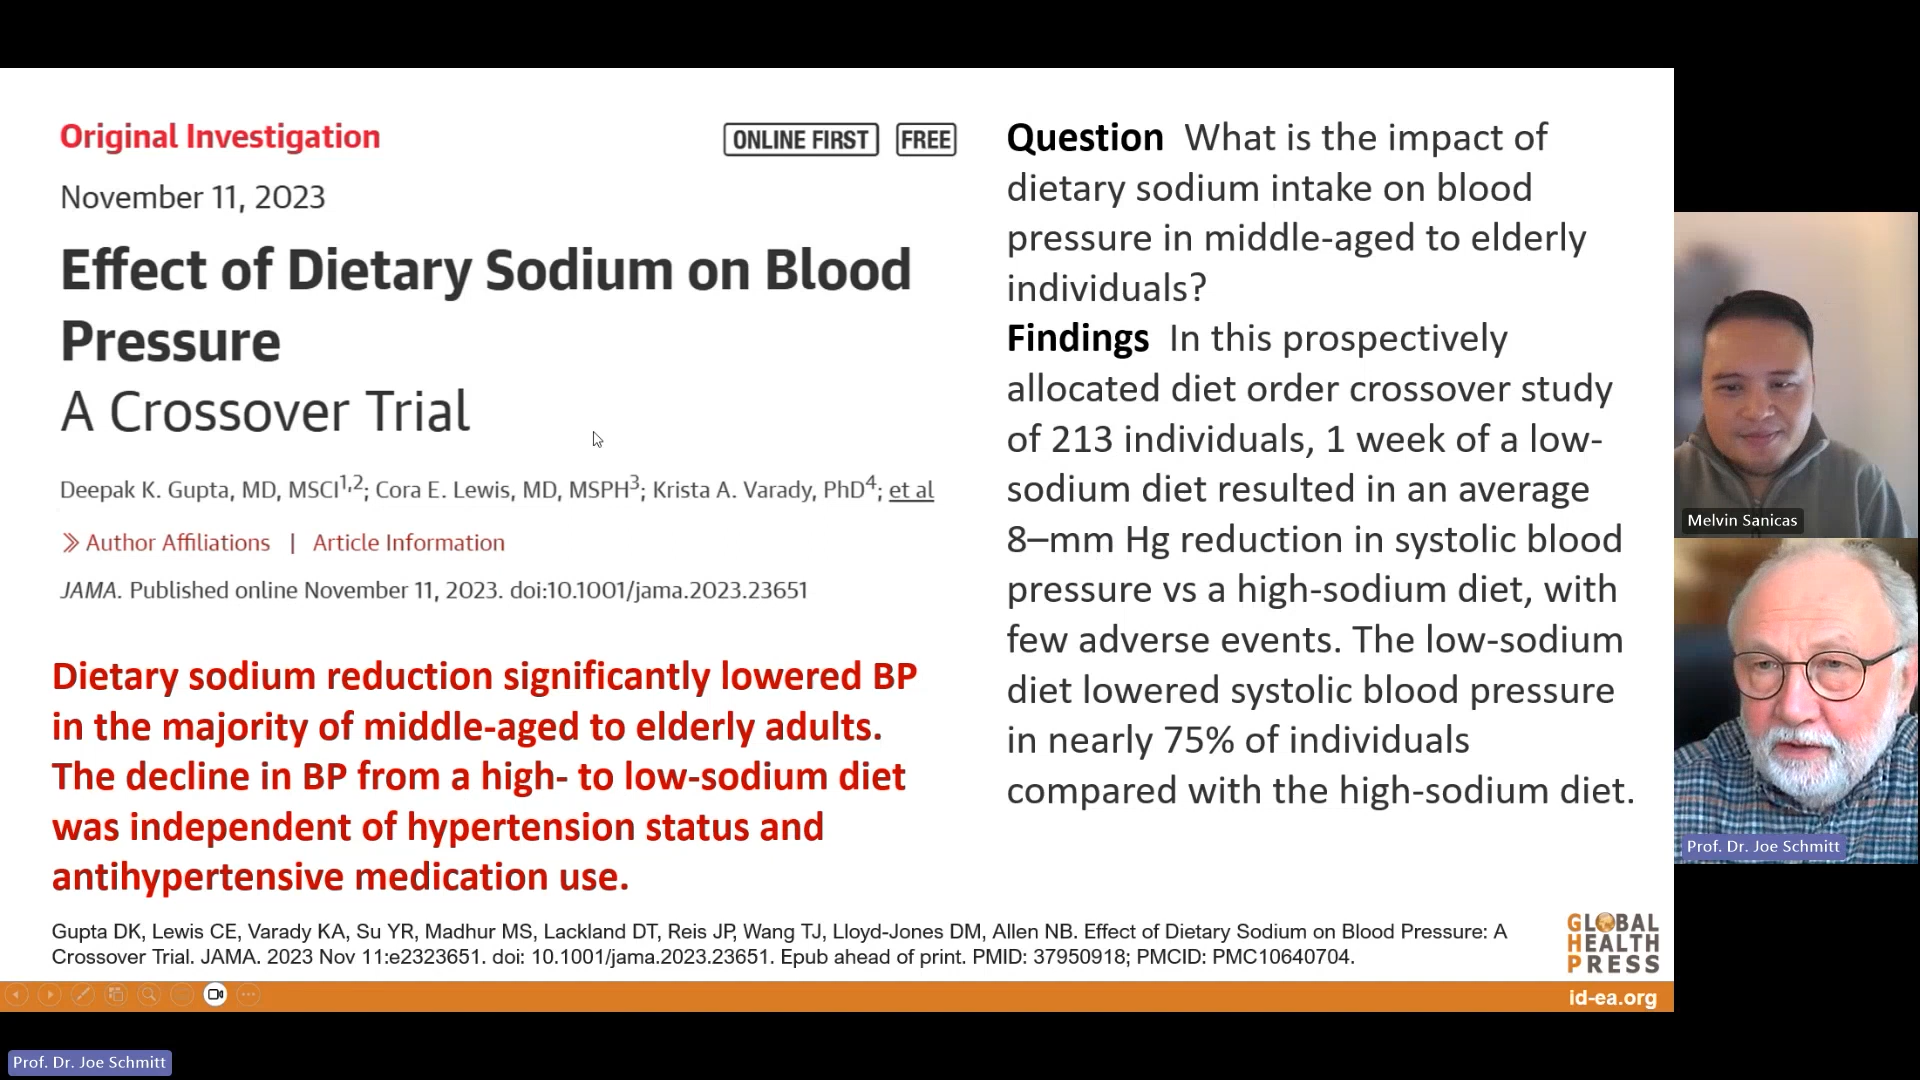 Original Investigation
ONLINE FIRST FREE
November 11, 2023
Effect of Dietary Sodium on Blood
Pressure
A Crossover Trial
Deepak K. Gupta, MD, MSCI1,2; Cora E. Lewis, MD, MSPH3; Krista A. Varady, PhD4; et al
Author Affiliations | Article Information
JAMA. Published online November 11, 2023. doi:10.1001/jama.2023.23651
Dietary sodium reduction significantly lowered BP
in the majority of middle-aged to elderly adults.
The decline in BP from a high- to low-sodium diet
was independent of hypertension status and
antihypertensive medication use.
Question What is the impact of
dietary sodium intake on blood
pressure in middle-aged to elderly
individuals?
Findings In this prospectively
allocated diet order crossover study
of 213 individuals, 1 week of a low-
sodium diet resulted in an average
8–mm Hg reduction in systolic blood
pressure vs a high-sodium diet, with
few adverse events. The low-sodium
diet lowered systolic blood pressure
in nearly 75% of individuals
compared with the high-sodium diet.
Gupta DK, Lewis CE, Varady KA, Su YR, Madhur MS, Lackland DT, Reis JP, Wang TJ, Lloyd-Jones DM, Allen NB. Effect of Dietary Sodium on Blood Pressure: A
Crossover Trial. JAMA. 2023 Nov 11:e2323651. doi: 10.1001/jama.2023.23651. Epub ahead of print. PMID: 37950918; PMCID: PMC10640704.
GLOBAL
HEALTH
PRESS
id-ea.org
Melvin Sanicas
Prof. Dr. Joe Schmitt
Prof. Dr. Joe Schmitt